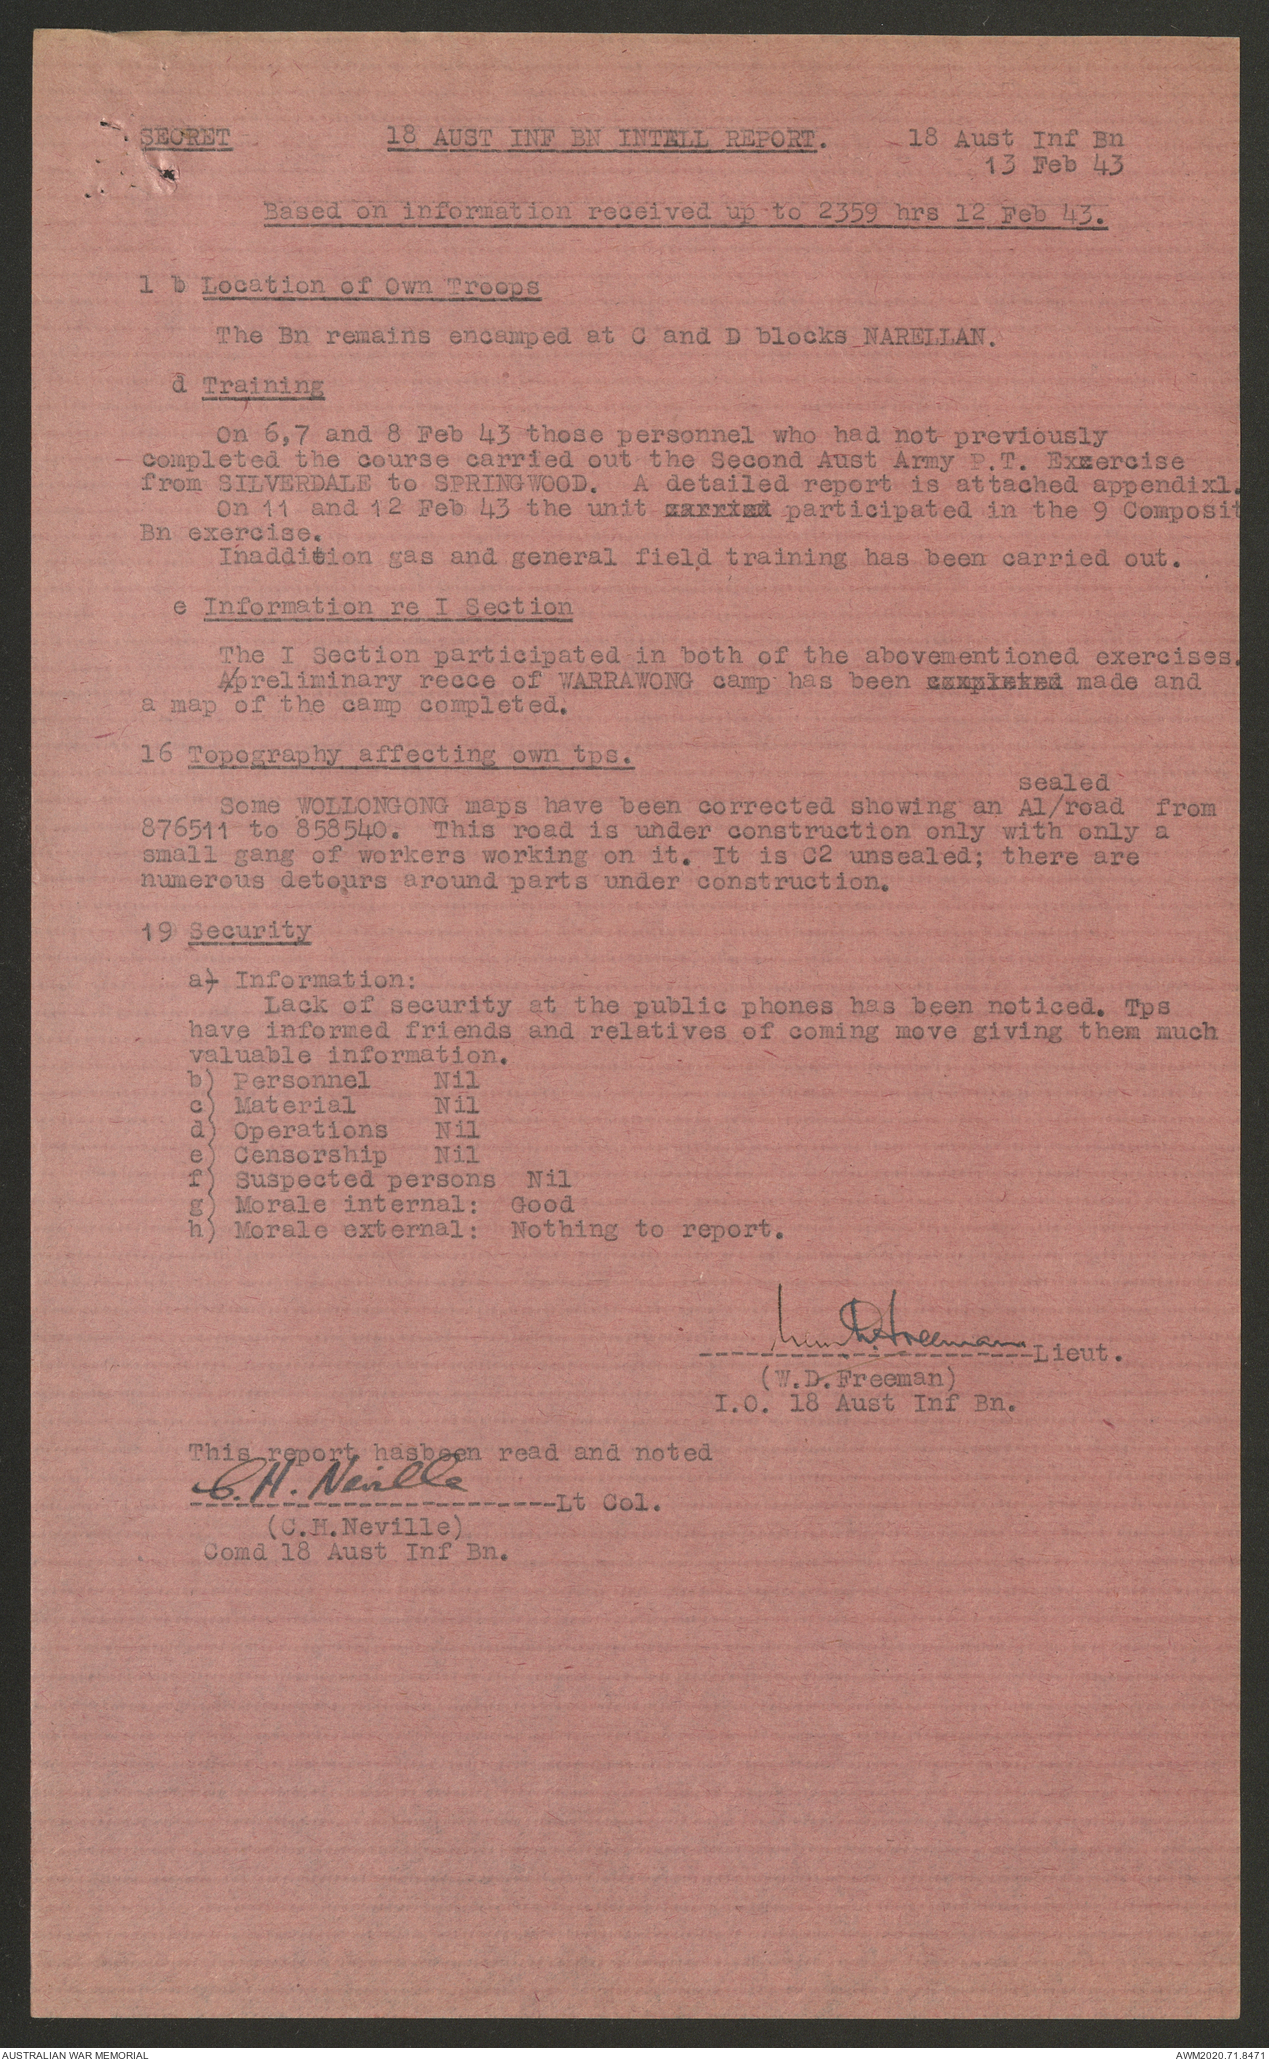 SECRET 18 AUST INF BN INTELL REPORT. 18 Aust Inf Bn
13 Feb 43
Based on information received up to 2359 hrs 12 Feb 43.
1 b Location of Own Troops
The Bn remains encamped at C and D blocks NARELLAN.
d Training
On 6,7 and 8 Feb 43 those personnel who had not previously
completed the course carried out the Second Aust Army P.T. Exxercise
from SILVERDALE to SPRINGWOOD. A detailed report is attached appendix1.
On 11 and 12 Feb 43 the unit carried participated in the 9 Composit
Bn exercise.
Inaddition gas and general field training has been carried out.
e Information re I Section
The I Section participated in both of the abovementioned exercises.
A/preliminary recce of WARRAWONG camp has been completed made and
a map of the camp completed.
16 Topography affecting own tps.
sealed
Some WOLLONGONG maps have been corrected showing an A1/road from
876511 to 858540. This road is under construction only with only a
small gang of workers working on it. It is C2 unsealed; there are
numerous detours around parts under construction.
19 Security
a) Information:
Lack of security at the public phones has been noticed. Tps
have informed friends and relatives of coming move giving them much
valuable information.
b) Personnel Nil
c) Material Nil
d) Operations Nil
e) Censorship Nil
f) Suspected persons Nil
g) Morale internal: Good
h) Morale external: Nothing to report.
----------------------Lieut.
(W.D.Freeman)
I.O. 18 Aust Inf Bn.
This report hasbeen read and noted
C.H. Neville
------------------------Lt Col.
(C.H.Neville)
Comd 18 Aust Inf Bn.
AUSTRALIAN WAR MEMORIAL AWM2020.71.8471